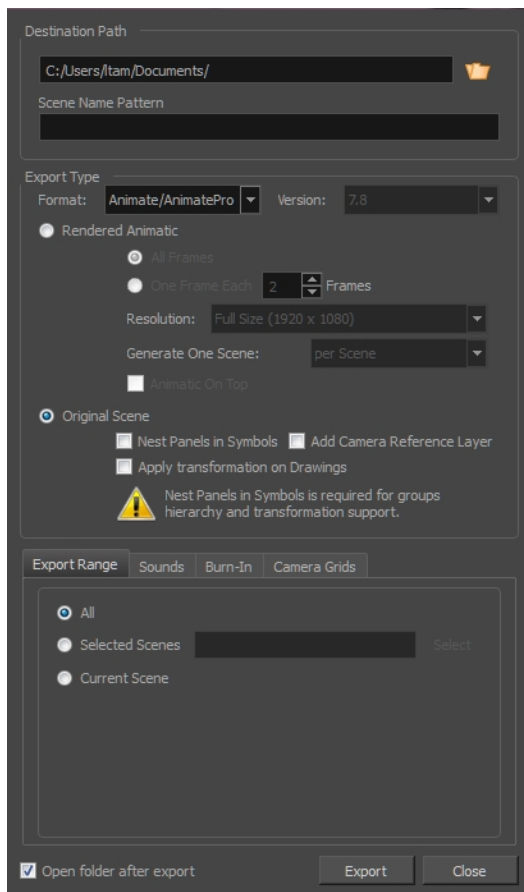 Destination Path
C:/Users/ltam/Documents/
Scene Name Pattern
Export Type
Format: Animate/AnimatePro Version: 7.8
Rendered Animatic
All Frames
One Frame Each 2 Frames
Resolution: Full Size (1920 x 1080)
Generate One Scene: per Scene
Animatic On Top
Original Scene
Nest Panels in Symbols Add Camera Reference Layer
Apply transformation on Drawings
Nest Panels in Symbols is required for groups
hierarchy and transformation support.
Export Range Sounds Burn-In Camera Grids
All
Selected Scenes Select
Current Scene
Open folder after export Export Close